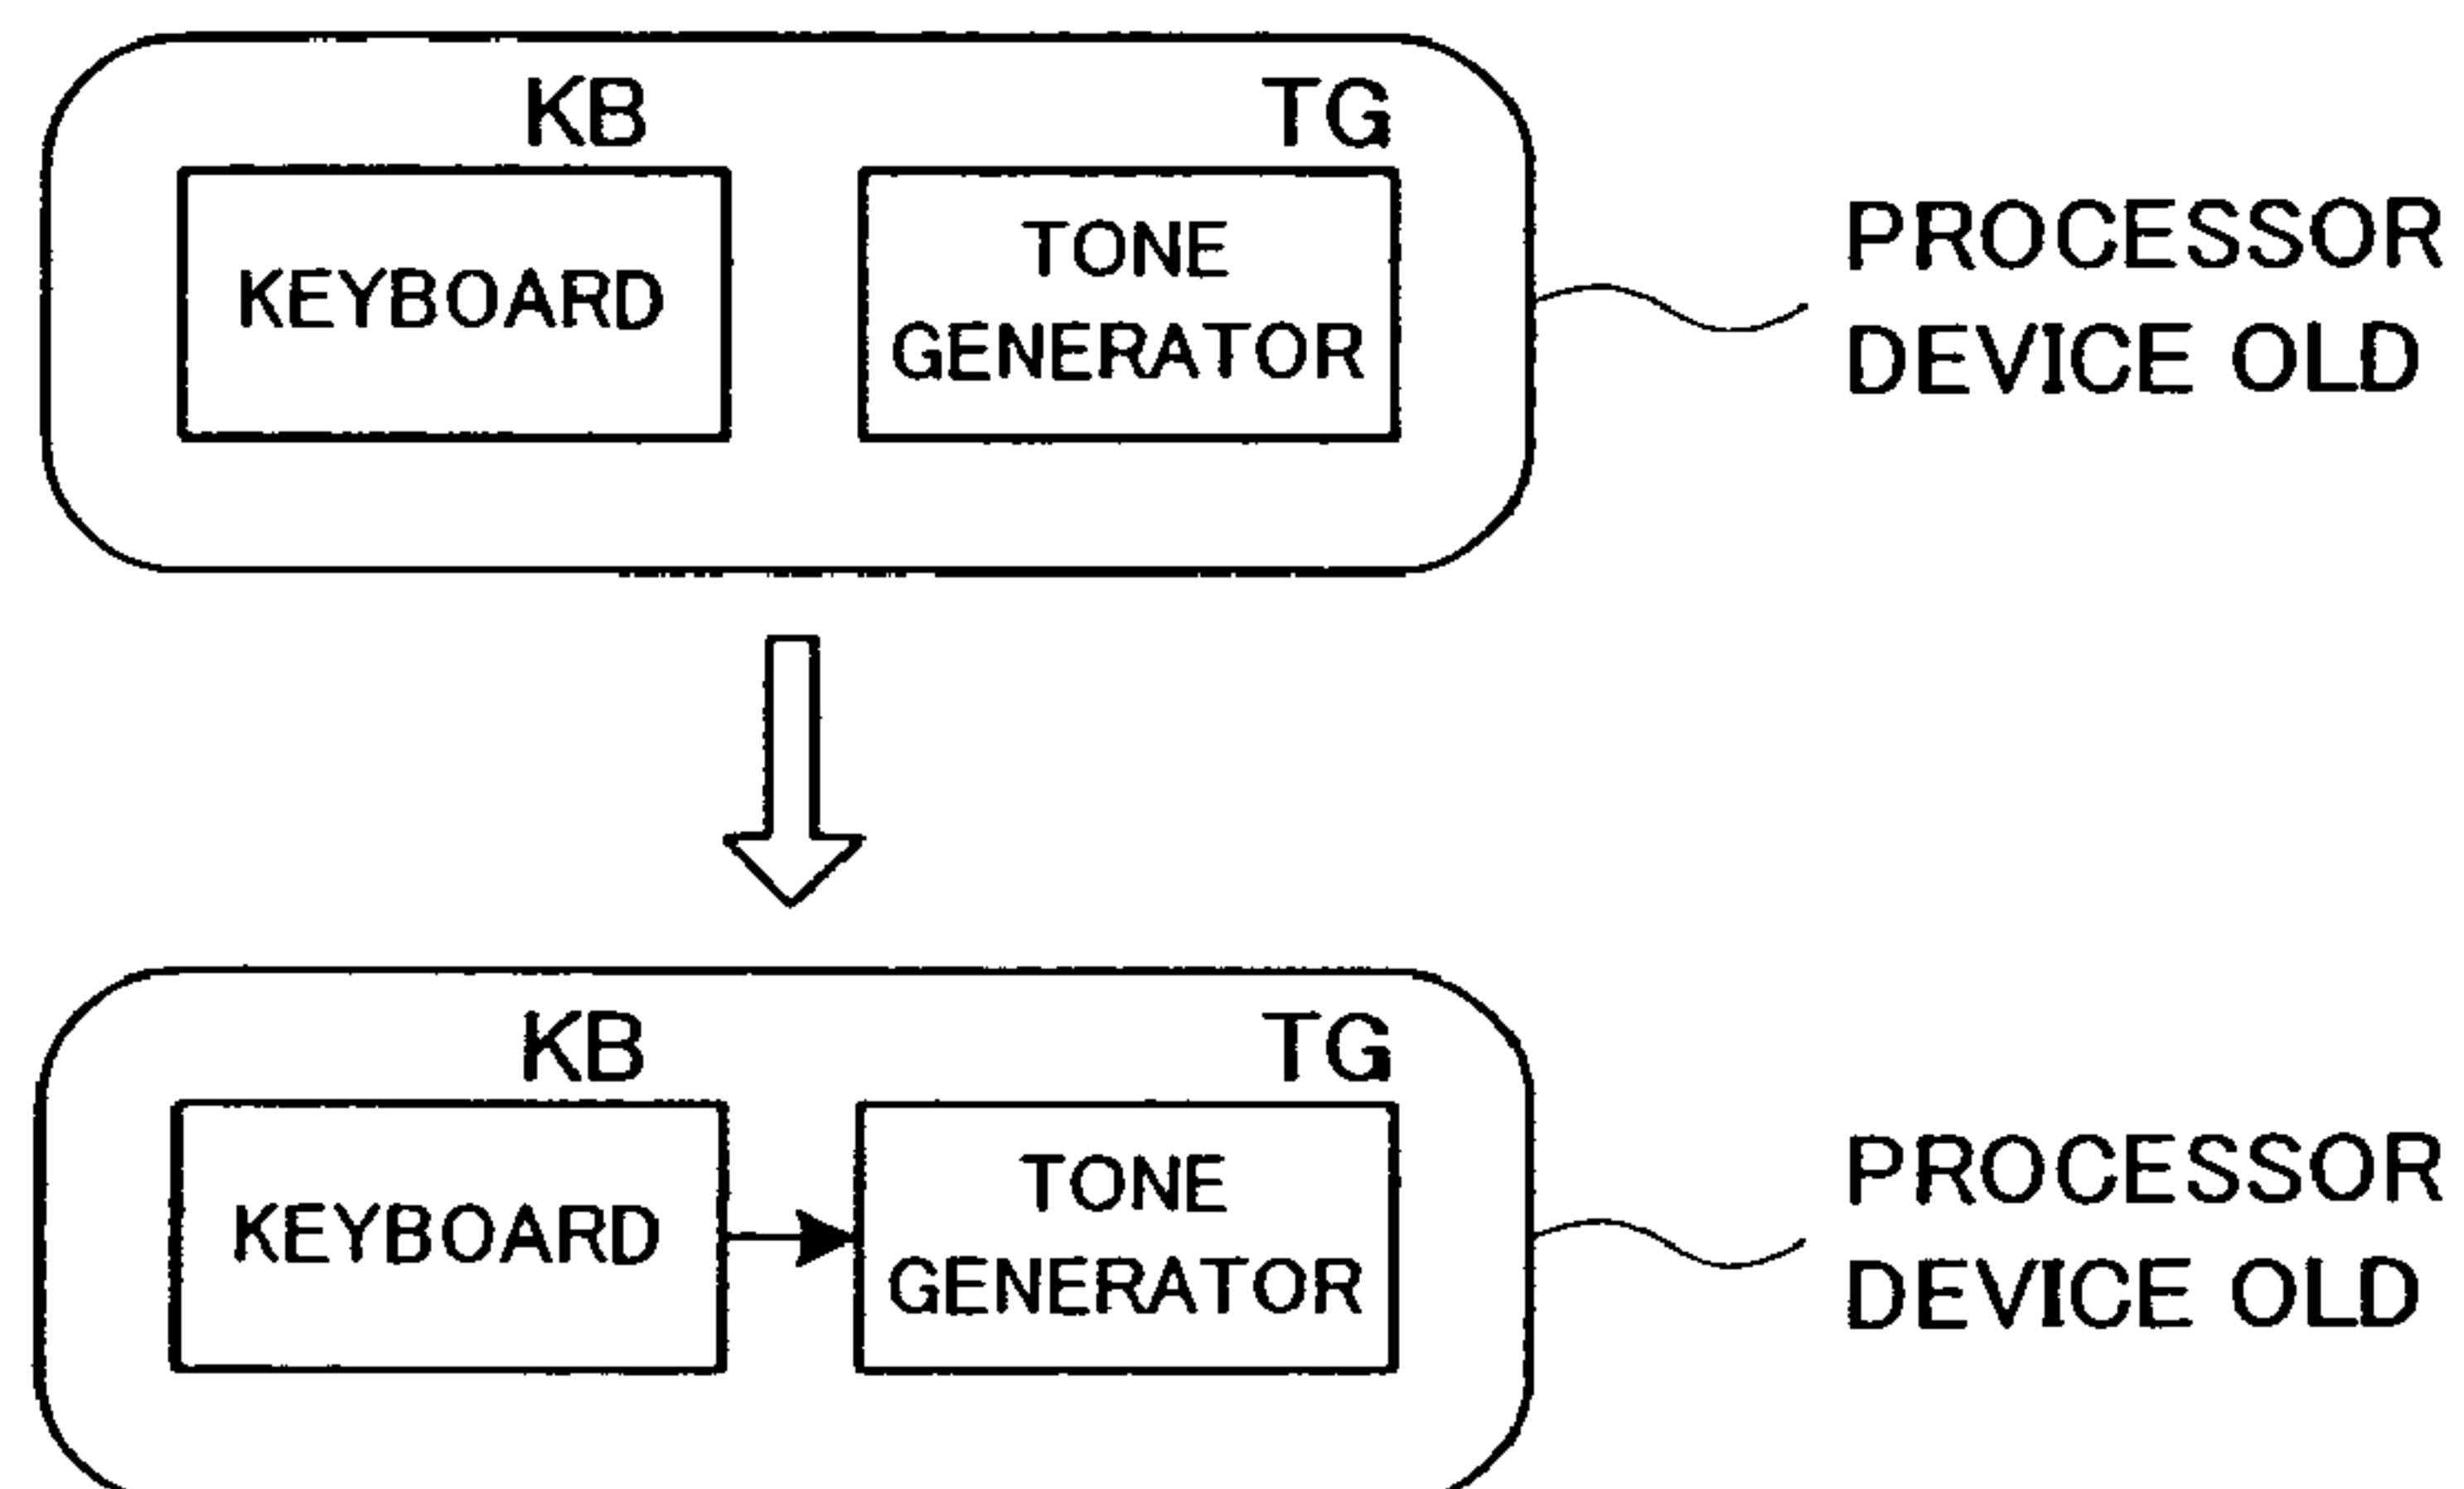 KB TG
KEYBOARD
TONE
GENERATOR
PROCESSOR
DEVICE OLD
KB TG
KEYBOARD
TONE
GENERATOR
PROCESSOR
DEVICE OLD